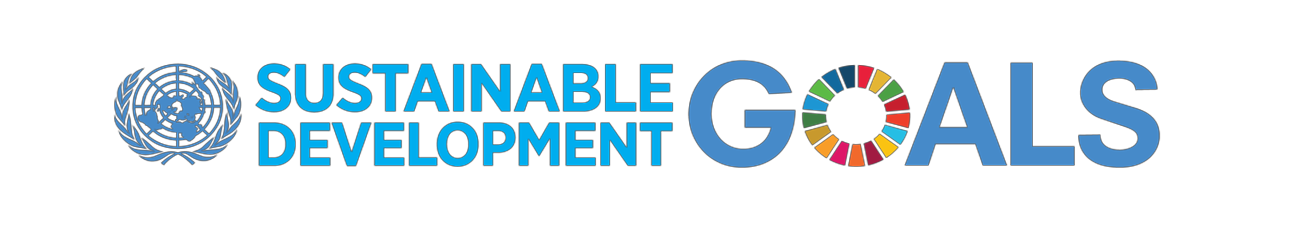 SUSTAINABLE
DEVELOPMENT
GOALS